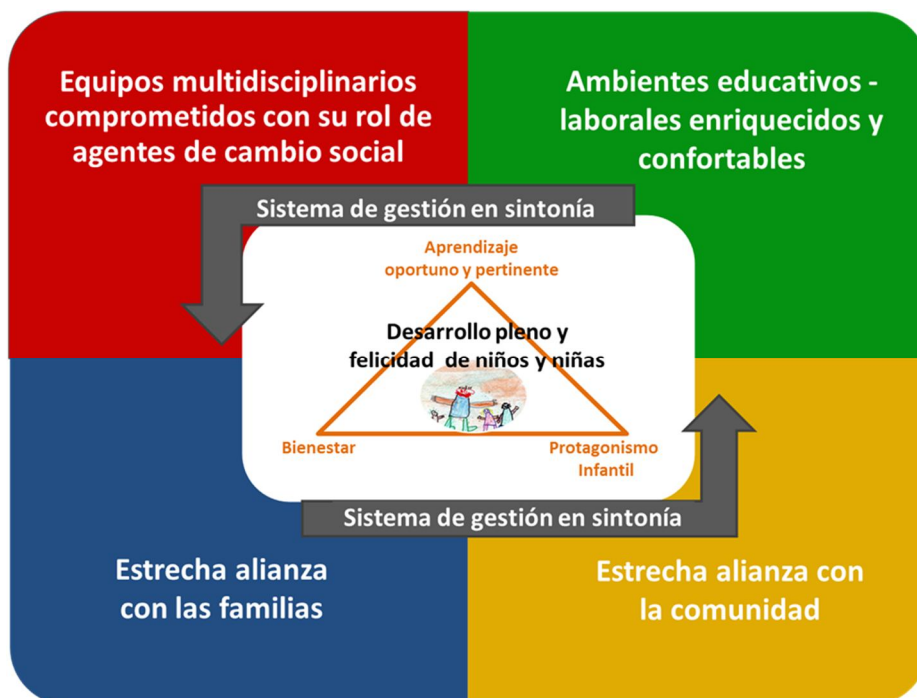 Equipos multidisciplinarios
comprometidos con su rol de
agentes de cambio social
Ambientes educativos -
laborales enriquecidos y
confortables
Sistema de gestión en sintonía
Aprendizaje
oportuno y pertinente
Desarrollo pleno y
felicidad de niños y niñas
Bienestar
Protagonismo
Infantil
Sistema de gestión en sintonía
Estrecha alianza
con las familias
Estrecha alianza con
la comunidad